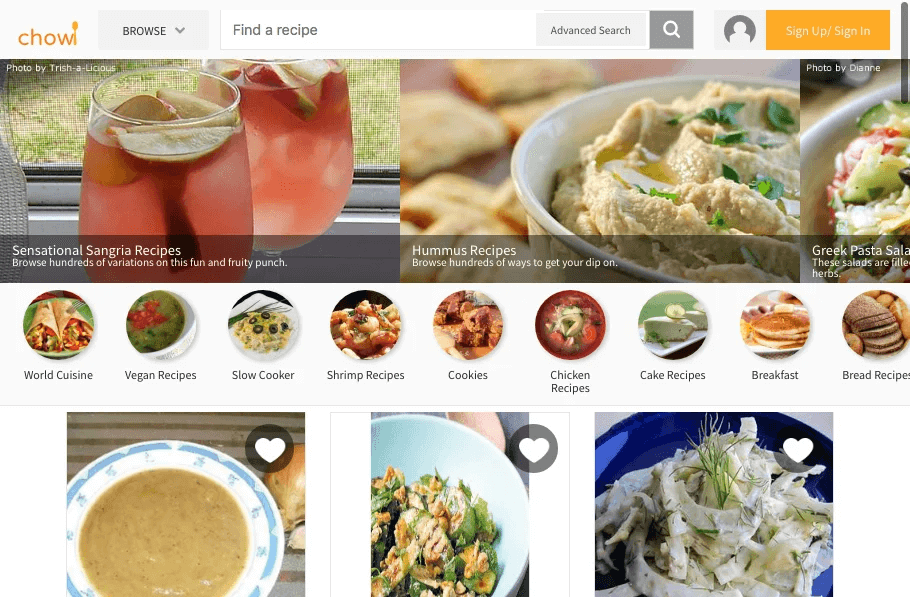 chowl
BROWSE
Find a recipe
Advanced Search
Sign Up/ Sign In
Photo by Trish-a-Licious
Photo by Dianne
Sensational Sangria Recipes
Browse hundreds of variations on this fun and fruity punch.
Hummus Recipes
Browse hundreds of ways to get your dip on.
Greek Pasta Sala
These salads are fille
herbs.
World Cuisine
Vegan Recipes
Slow Cooker
Shrimp Recipes
Cookies
Chicken
Recipes
Cake Recipes
Breakfast
Bread Recipes